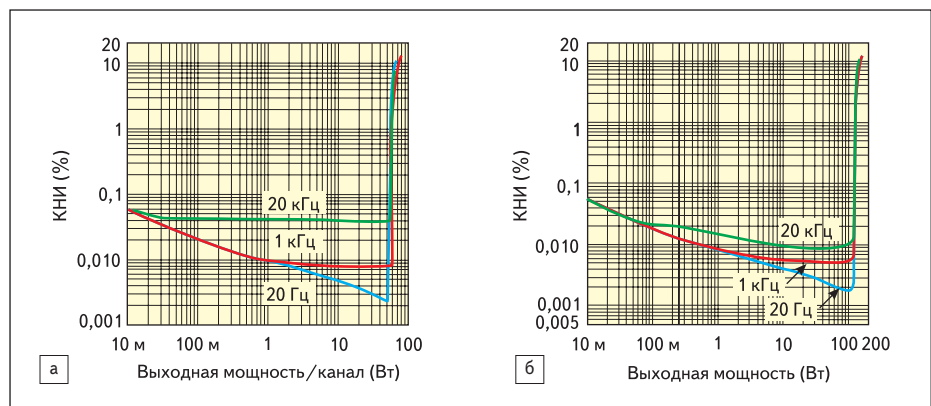 20
10
1
0,1
0,010
0,001
КНИ (%)
20 кГц
1 кГц
20 Гц
10 м 100 м 1 10 100
Выходная мощность/канал (Вт)
а
20
10
1
0,1
0,010
0,001
0,005
КНИ (%)
20 кГц
1 кГц
20 Гц
10 м 100 м 1 10 100 200
Выходная мощность (Вт)
б